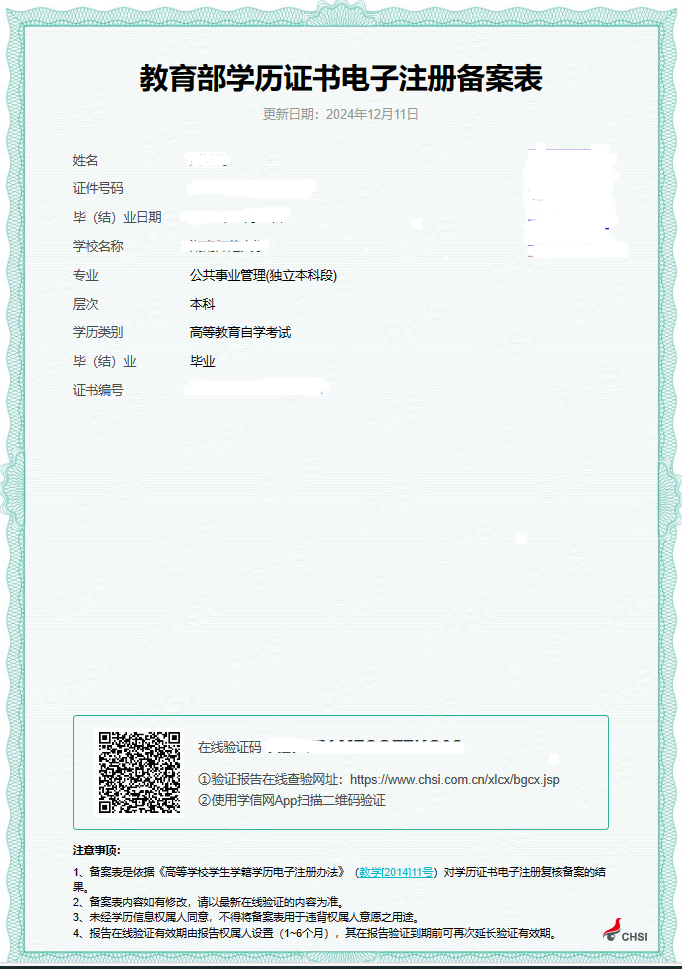 教育部学历证书电子注册备案表
更新日期：2024年12月11日
姓名
证件号码
毕（结）业日期
学校名称
专业 公共事业管理(独立本科段)
层次 本科
学历类别 高等教育自学考试
毕（结）业 毕业
证书编号
在线验证码
①验证报告在线查验网址：https://www.chsi.com.cn/xlcx/bgcx.jsp
②使用学信网App扫描二维码验证
注意事项：
1、备案表是依据《高等学校学生学籍学历电子注册办法》（教学[2014]11号）对学历证书电子注册复核备案的结
果。
2、备案表内容如有修改，请以最新在线验证的内容为准。
3、未经学历信息权属人同意，不得将备案表用于违背权属人意愿之用途。
4、报告在线验证有效期由报告权属人设置（1~6个月），其在报告验证到期前可再次延长验证有效期。
CHSI